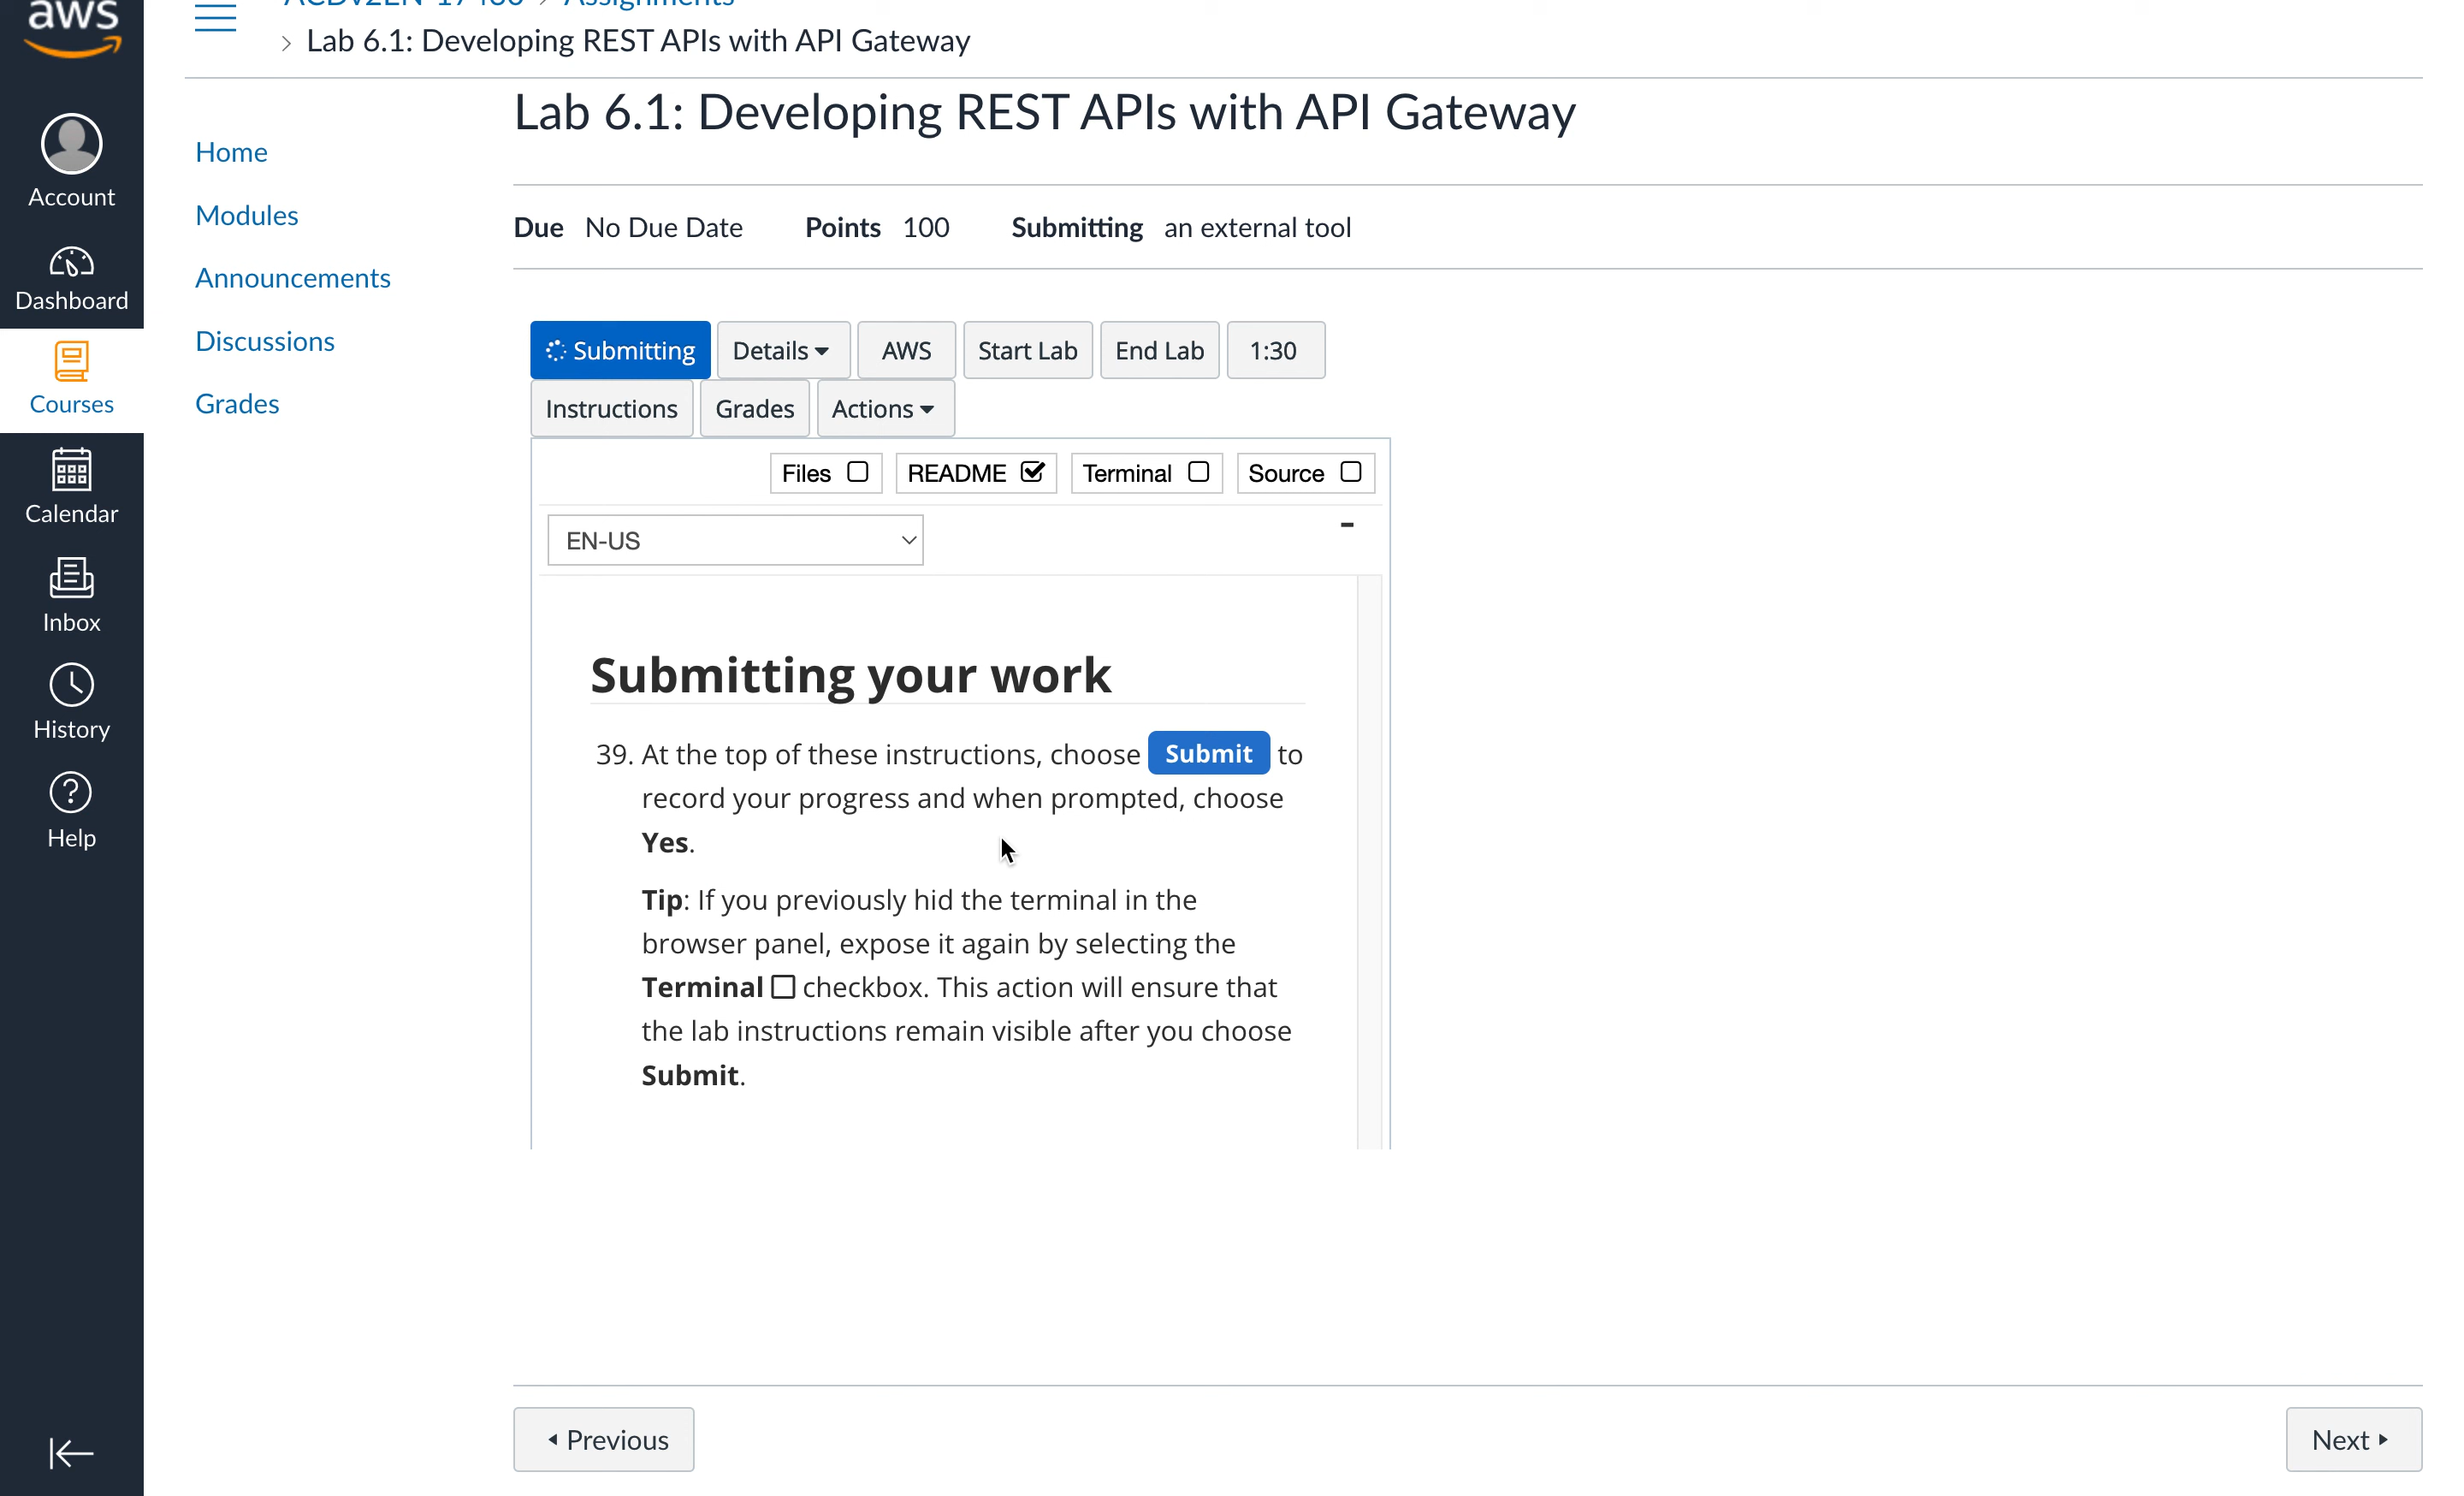 aws
Account
Dashboard
Courses
Calendar
Inbox
History
Help
> Lab 6.1: Developing REST APIs with API Gateway
Home
Modules
Announcements
Discussions
Grades
Lab 6.1: Developing REST APIs with API Gateway
Due No Due Date Points 100 Submitting an external tool
Submitting Details AWS Start Lab End Lab 1:30
Instructions Grades Actions
Files README Terminal Source
EN-US
Submitting your work
39. At the top of these instructions, choose Submit to
record your progress and when prompted, choose
Yes.
Tip: If you previously hid the terminal in the
browser panel, expose it again by selecting the
Terminal checkbox. This action will ensure that
the lab instructions remain visible after you choose
Submit.
Previous
Next